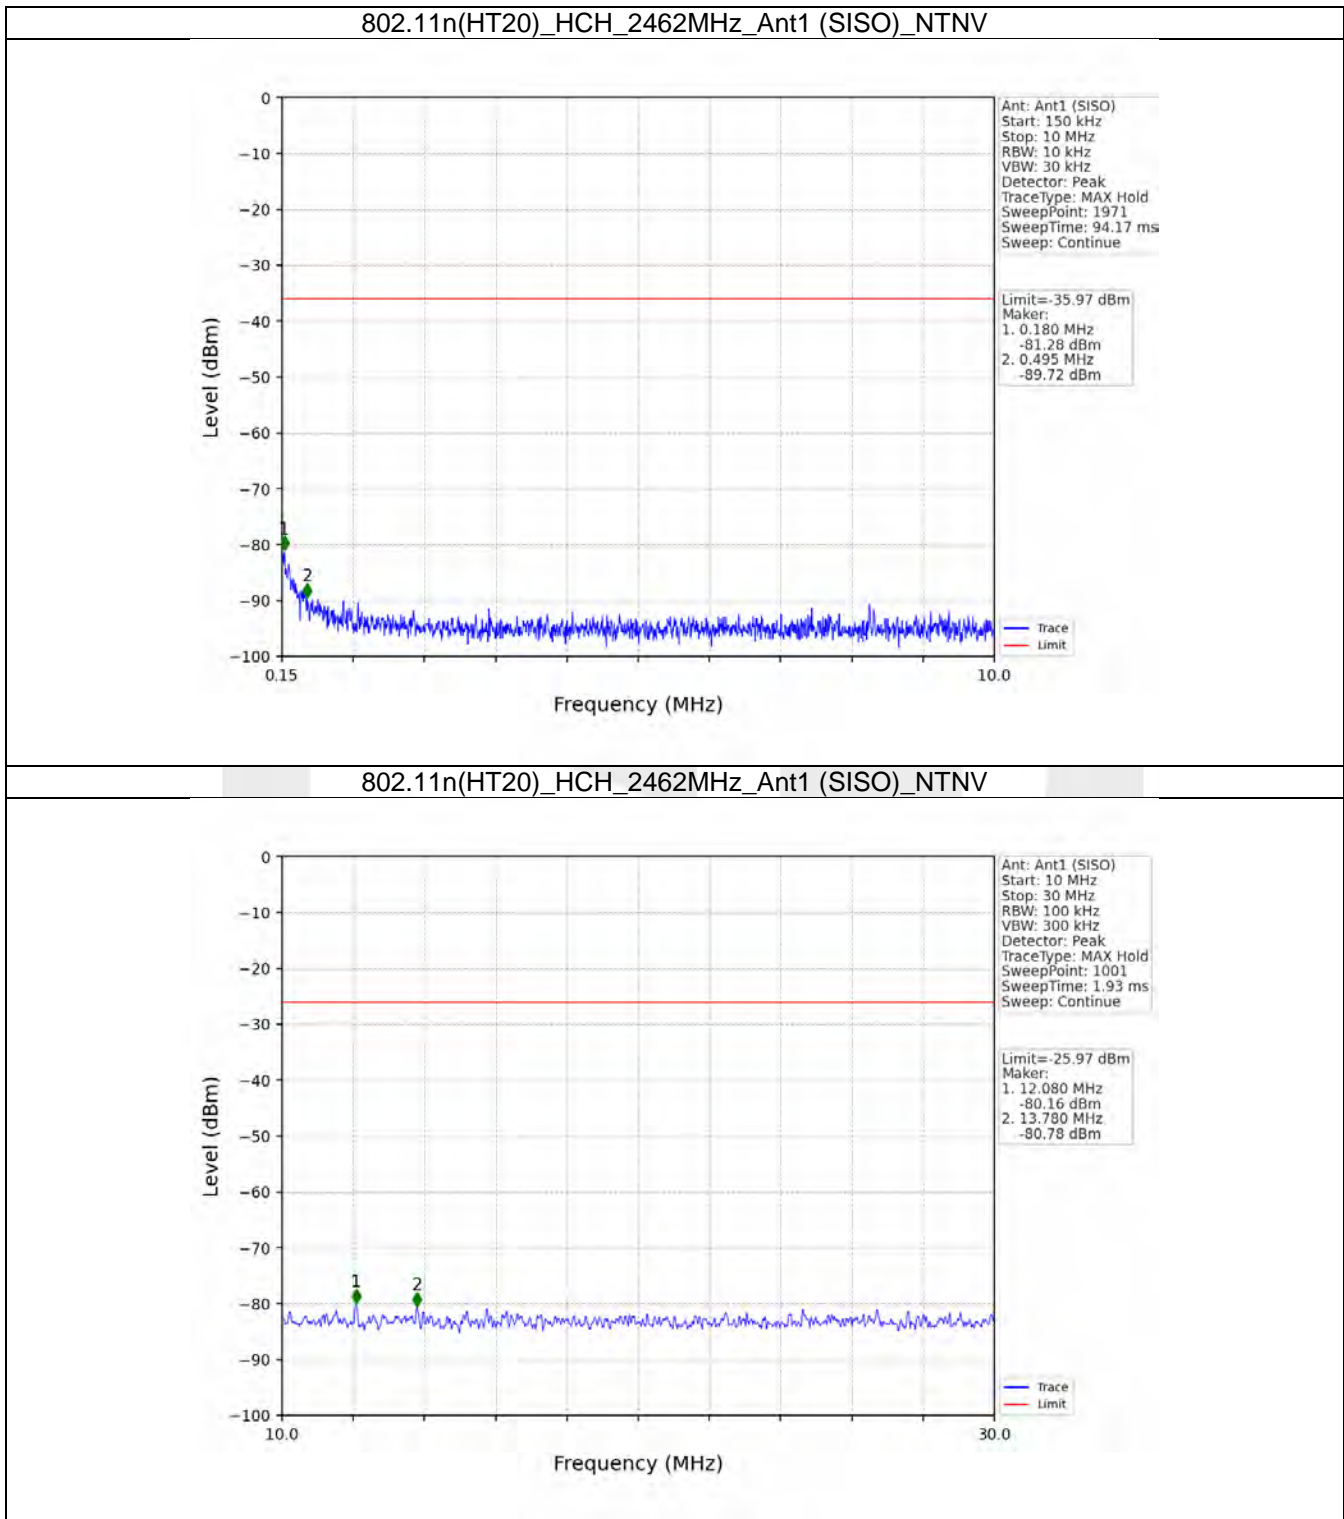 802.11n(HT20)_HCH_2462MHz_Ant1 (SISO)_NTNV
0
−10
−20
−30
−40
−50
−60
−70
−80
−90
−100
Level (dBm)
1
2
0.15
10.0
Frequency (MHz)
Ant: Ant1 (SISO)
Start: 150 kHz
Stop: 10 MHz
RBW: 10 kHz
VBW: 30 kHz
Detector: Peak
TraceType: MAX Hold
SweepPoint: 1971
SweepTime: 94.17 ms
Sweep: Continue
Limit=-35.97 dBm
Maker:
1. 0.180 MHz
-81.28 dBm
2. 0.495 MHz
-89.72 dBm
Trace
Limit
802.11n(HT20)_HCH_2462MHz_Ant1 (SISO)_NTNV
0
−10
−20
−30
−40
−50
−60
−70
−80
−90
−100
Level (dBm)
1
2
10.0
30.0
Frequency (MHz)
Ant: Ant1 (SISO)
Start: 10 MHz
Stop: 30 MHz
RBW: 100 kHz
VBW: 300 kHz
Detector: Peak
TraceType: MAX Hold
SweepPoint: 1001
SweepTime: 1.93 ms
Sweep: Continue
Limit=-25.97 dBm
Maker:
1. 12.080 MHz
-80.16 dBm
2. 13.780 MHz
-80.78 dBm
Trace
Limit